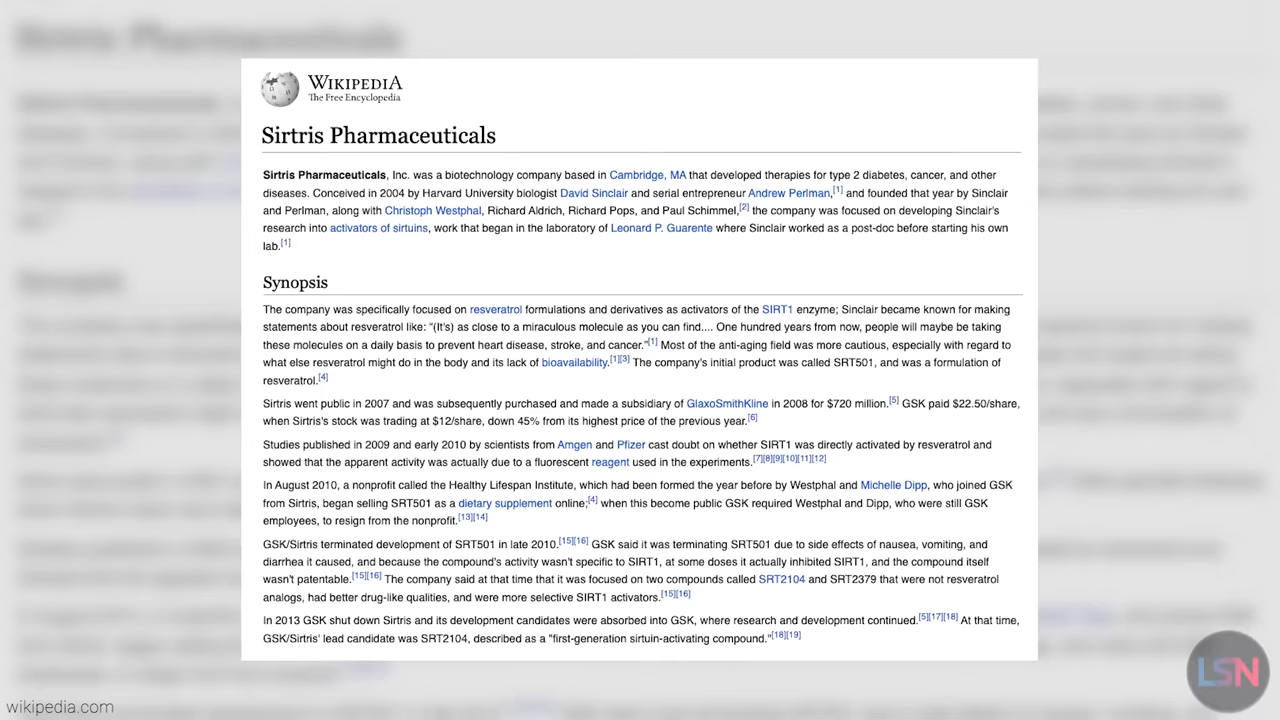 Sirtris Pharmaceuticals
WIKIPEDIA
The Free Encyclopedia
Sirtris Pharmaceuticals
Sirtris Pharmaceuticals, Inc. was a biotechnology company based in Cambridge, MA that developed therapies for type 2 diabetes, cancer, and other
diseases. Conceived in 2004 by Harvard University biologist David Sinclair and serial entrepreneur Andrew Perlman,[1] and founded that year by Sinclair
and Perlman, along with Christoph Westphal, Richard Aldrich, Richard Pops, and Paul Schimmel,[2] the company was focused on developing Sinclair's
research into activators of sirtuins, work that began in the laboratory of Leonard P. Guarente where Sinclair worked as a post-doc before starting his own
lab.[1]
Synopsis
The company was specifically focused on resveratrol formulations and derivatives as activators of the SIRT1 enzyme; Sinclair became known for making
statements about resveratrol like: "(It's) as close to a miraculous molecule as you can find.... One hundred years from now, people will maybe be taking
these molecules on a daily basis to prevent heart disease, stroke, and cancer."[1] Most of the anti-aging field was more cautious, especially with regard to
what else resveratrol might do in the body and its lack of bioavailability.[1][3] The company's initial product was called SRT501, and was a formulation of
resveratrol.[4]
Sirtris went public in 2007 and was subsequently purchased and made a subsidiary of GlaxoSmithKline in 2008 for $720 million.[5] GSK paid $22.50/share,
when Sirtris's stock was trading at $12/share, down 45% from its highest price of the previous year.[6]
Studies published in 2009 and early 2010 by scientists from Amgen and Pfizer cast doubt on whether SIRT1 was directly activated by resveratrol and
showed that the apparent activity was actually due to a fluorescent reagent used in the experiments.[7][8][9][10][11][12]
In August 2010, a nonprofit called the Healthy Lifespan Institute, which had been formed the year before by Westphal and Michelle Dipp, who joined GSK
from Sirtris, began selling SRT501 as a dietary supplement online;[4] when this become public GSK required Westphal and Dipp, who were still GSK
employees, to resign from the nonprofit.[13][14]
GSK/Sirtris terminated development of SRT501 in late 2010.[15][16] GSK said it was terminating SRT501 due to side effects of nausea, vomiting, and
diarrhea it caused, and because the compound's activity wasn't specific to SIRT1, at some doses it actually inhibited SIRT1, and the compound itself
wasn't patentable.[15][16] The company said at that time that it was focused on two compounds called SRT2104 and SRT2379 that were not resveratrol
analogs, had better drug-like qualities, and were more selective SIRT1 activators.[15][16]
In 2013 GSK shut down Sirtris and its development candidates were absorbed into GSK, where research and development continued.[5][17][18] At that time,
GSK/Sirtris' lead candidate was SRT2104, described as a "first-generation sirtuin-activating compound."[18][19]
LSN
wikipedia.com